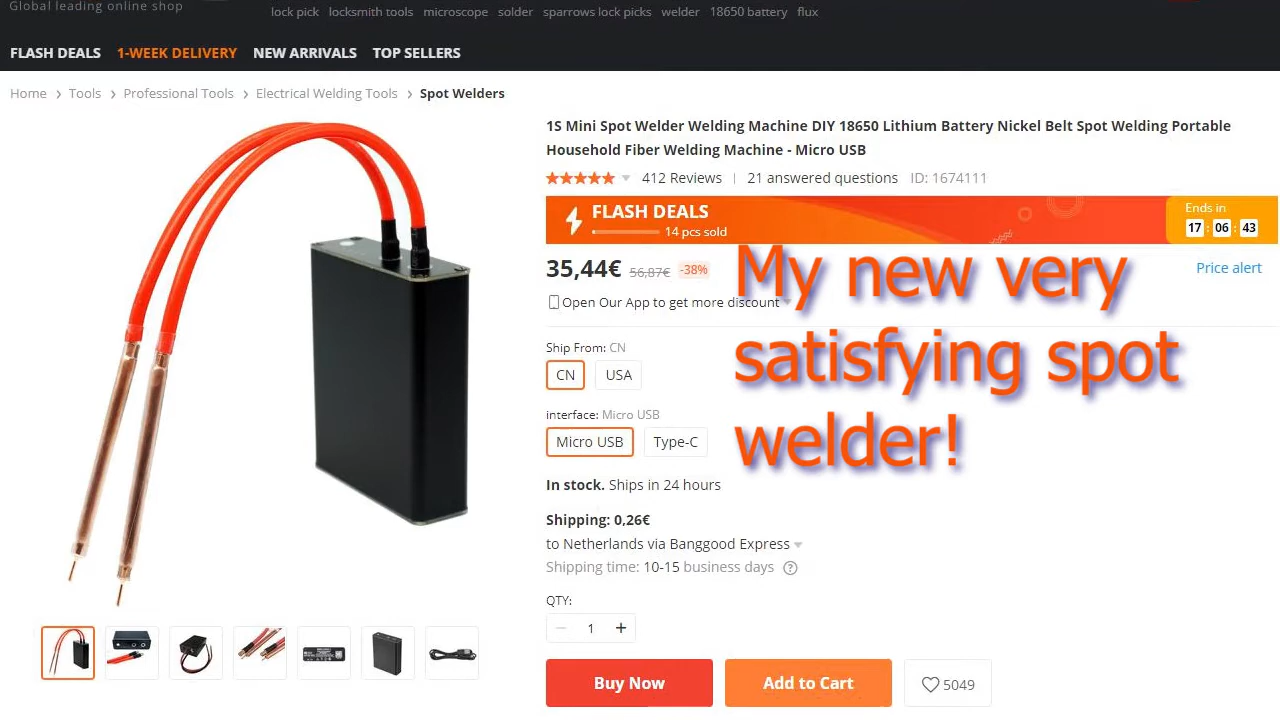 Global leading online shop
lock pick locksmith tools microscope solder sparrows lock picks welder 18650 battery flux
FLASH DEALS 1-WEEK DELIVERY NEW ARRIVALS TOP SELLERS
Home > Tools > Professional Tools > Electrical Welding Tools > Spot Welders
1S Mini Spot Welder Welding Machine DIY 18650 Lithium Battery Nickel Belt Spot Welding Portable
Household Fiber Welding Machine - Micro USB
412 Reviews | 21 answered questions ID: 1674111
FLASH DEALS
14 pcs sold
Ends in
17 : 06 : 43
35,44€ 56,87€ -38%
Price alert
Open Our App to get more discount
My new very
satisfying spot
welder!
Ship From: CN
CN USA
interface: Micro USB
Micro USB Type-C
In stock. Ships in 24 hours
Shipping: 0,26€
to Netherlands via Banggood Express
Shipping time: 10-15 business days ?
QTY:
− 1 +
Buy Now Add to Cart 5049